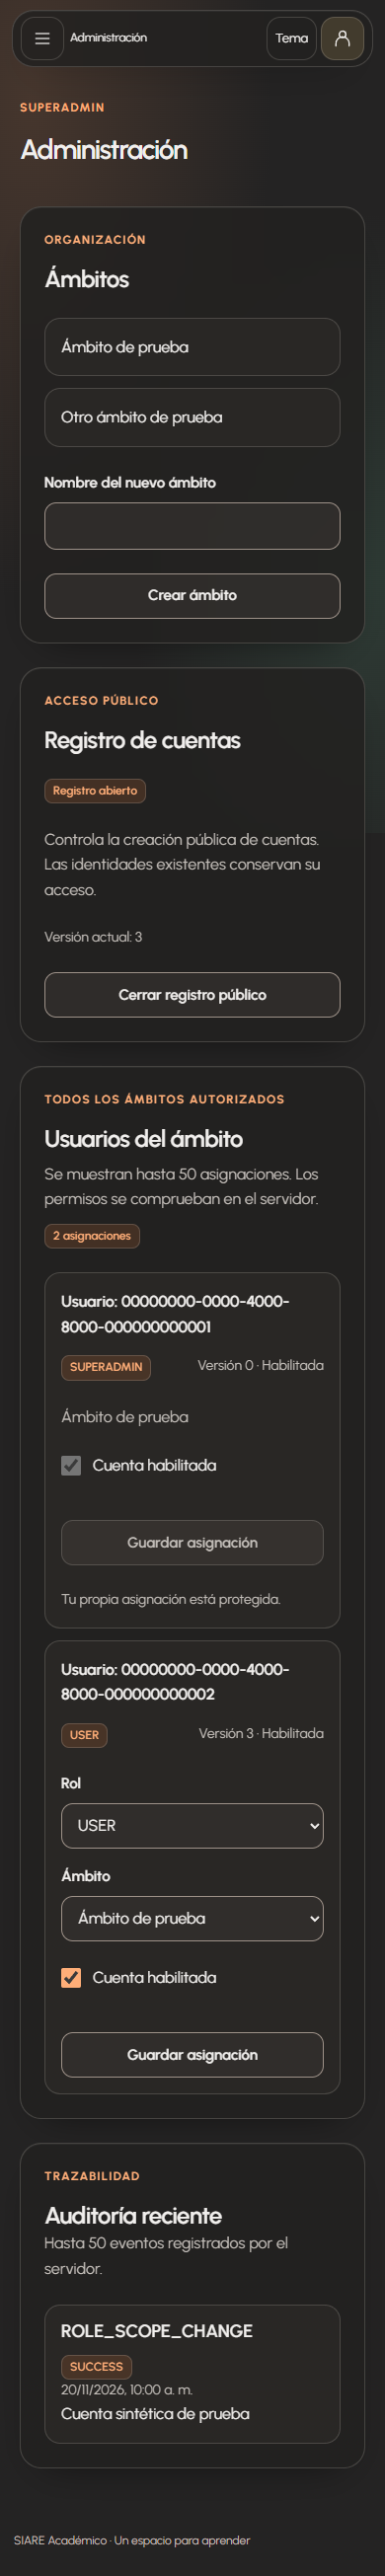 Administración
Tema
SUPERADMIN
Administración
ORGANIZACIÓN
Ámbitos
Ámbito de prueba
Otro ámbito de prueba
Nombre del nuevo ámbito
Crear ámbito
ACCESO PÚBLICO
Registro de cuentas
Registro abierto
Controla la creación pública de cuentas.
Las identidades existentes conservan su
acceso.
Versión actual: 3
Cerrar registro público
TODOS LOS ÁMBITOS AUTORIZADOS
Usuarios del ámbito
Se muestran hasta 50 asignaciones. Los
permisos se comprueban en el servidor.
2 asignaciones
Usuario: 00000000-0000-4000-
8000-000000000001
SUPERADMIN
Versión 0 · Habilitada
Ámbito de prueba
Cuenta habilitada
Guardar asignación
Tu propia asignación está protegida.
Usuario: 00000000-0000-4000-
8000-000000000002
USER
Versión 3 · Habilitada
Rol
USER
Ámbito
Ámbito de prueba
Cuenta habilitada
Guardar asignación
TRAZABILIDAD
Auditoría reciente
Hasta 50 eventos registrados por el
servidor.
ROLE_SCOPE_CHANGE
SUCCESS
20/11/2026, 10:00 a. m.
Cuenta sintética de prueba
SIARE Académico · Un espacio para aprender